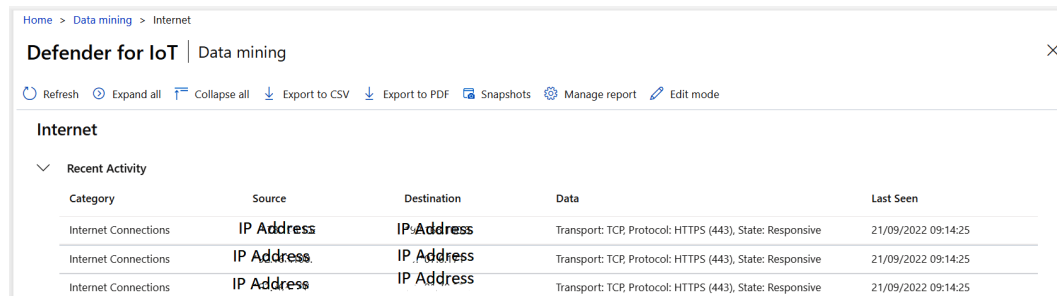 Home > Data mining > Internet
Defender for IoT | Data mining
Refresh Expand all Collapse all Export to CSV Export to PDF Snapshots Manage report Edit mode
Internet
Recent Activity
Category Source Destination Data Last Seen
Internet Connections IP Address IP Address Transport: TCP, Protocol: HTTPS (443), State: Responsive 21/09/2022 09:14:25
Internet Connections IP Address IP Address Transport: TCP, Protocol: HTTPS (443), State: Responsive 21/09/2022 09:14:25
Internet Connections IP Address IP Address Transport: TCP, Protocol: HTTPS (443), State: Responsive 21/09/2022 09:14:25